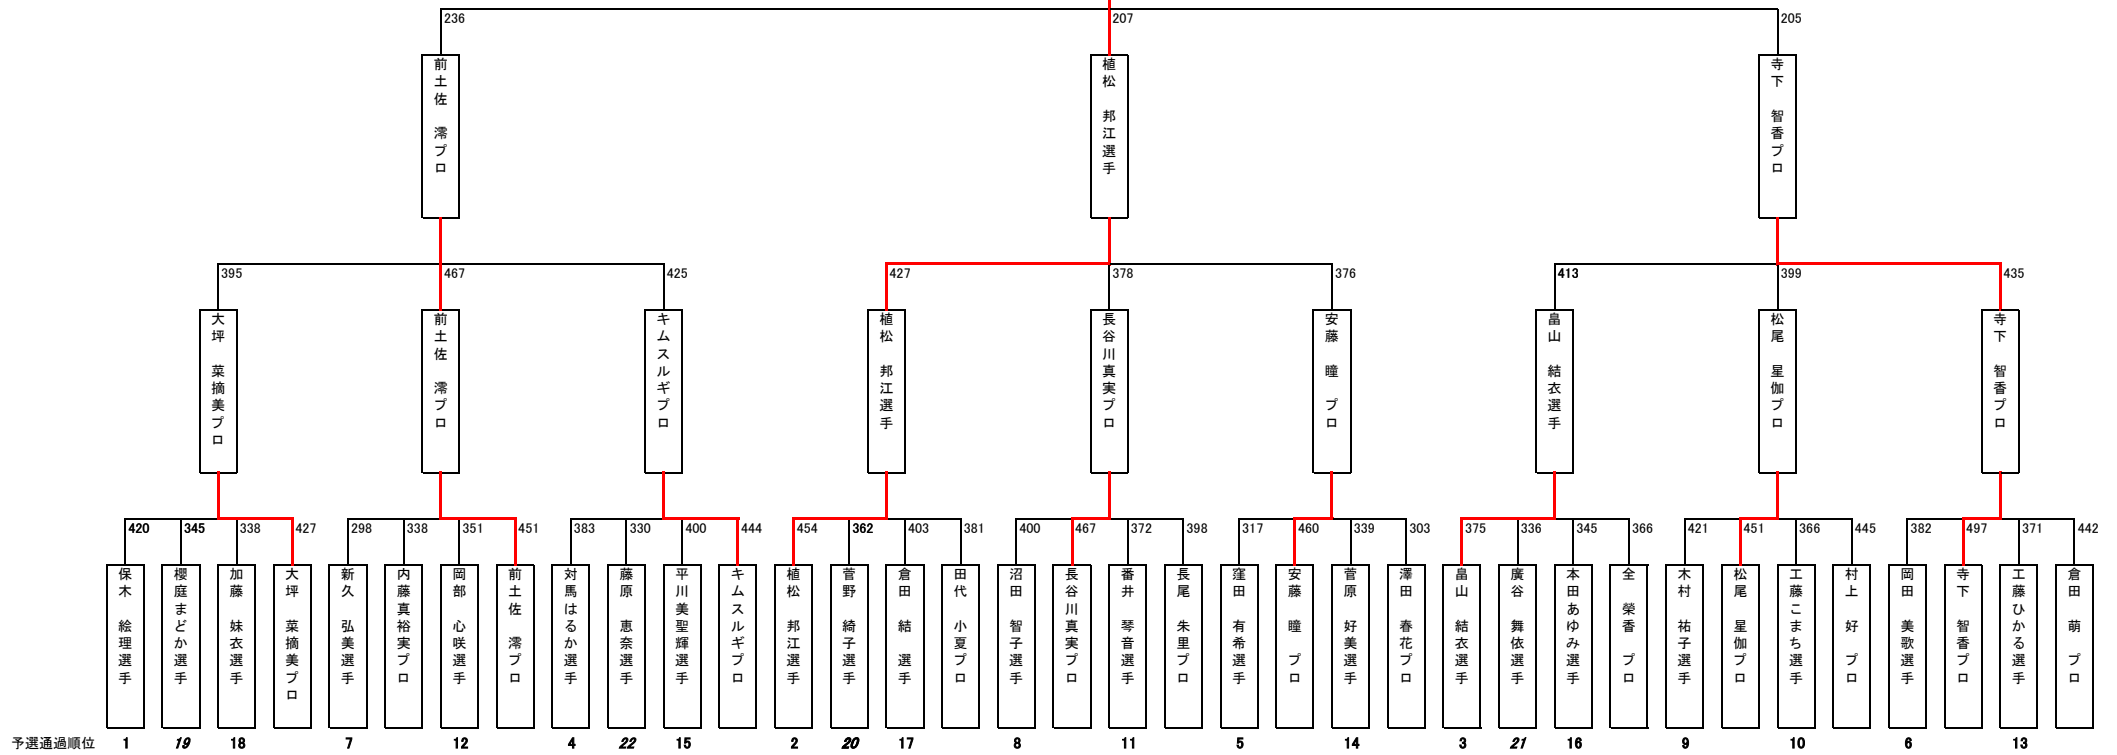 236 207 205
前土佐 澪プロ
植松 邦江選手
寺下 智香プロ
395 467 425 427 378 376 413 399 435
大坪 菜摘美プロ
前土佐 澪プロ
キムスルギプロ
植松 邦江選手
長谷川真実プロ
安藤 瞳 プロ
畠山 結衣選手
松尾 星伽プロ
寺下 智香プロ
420 345 338 427 298 338 351 451 383 330 400 444 454 362 403 381 400 467 372 398 317 460 339 303 375 336 345 366 421 451 366 445 382 497 371 442
保木 絵理選手
櫻庭まどか選手
加藤 妹衣選手
大坪 菜摘美プロ
新久 弘美選手
内藤真裕実プロ
岡部 心咲選手
前土佐 澪プロ
対馬はるか選手
藤原 恵奈選手
平川美聖輝選手
キムスルギプロ
植松 邦江選手
菅野 綺子選手
倉田 結 選手
田代 小夏プロ
沼田 智子選手
長谷川真実プロ
番井 琴音選手
長尾 朱里プロ
窪田 有希選手
安藤 瞳 プロ
菅原 好美選手
澤田 春花プロ
畠山 結衣選手
廣谷 舞依選手
本田あゆみ選手
全 榮香 プロ
木村 祐子選手
松尾 星伽プロ
工藤こまち選手
村上 好 プロ
岡田 美歌選手
寺下 智香プロ
工藤ひかる選手
倉田 萌 プロ
予選通過順位 1 19 18 7 12 4 22 15 2 20 17 8 11 5 14 3 21 16 9 10 6 13